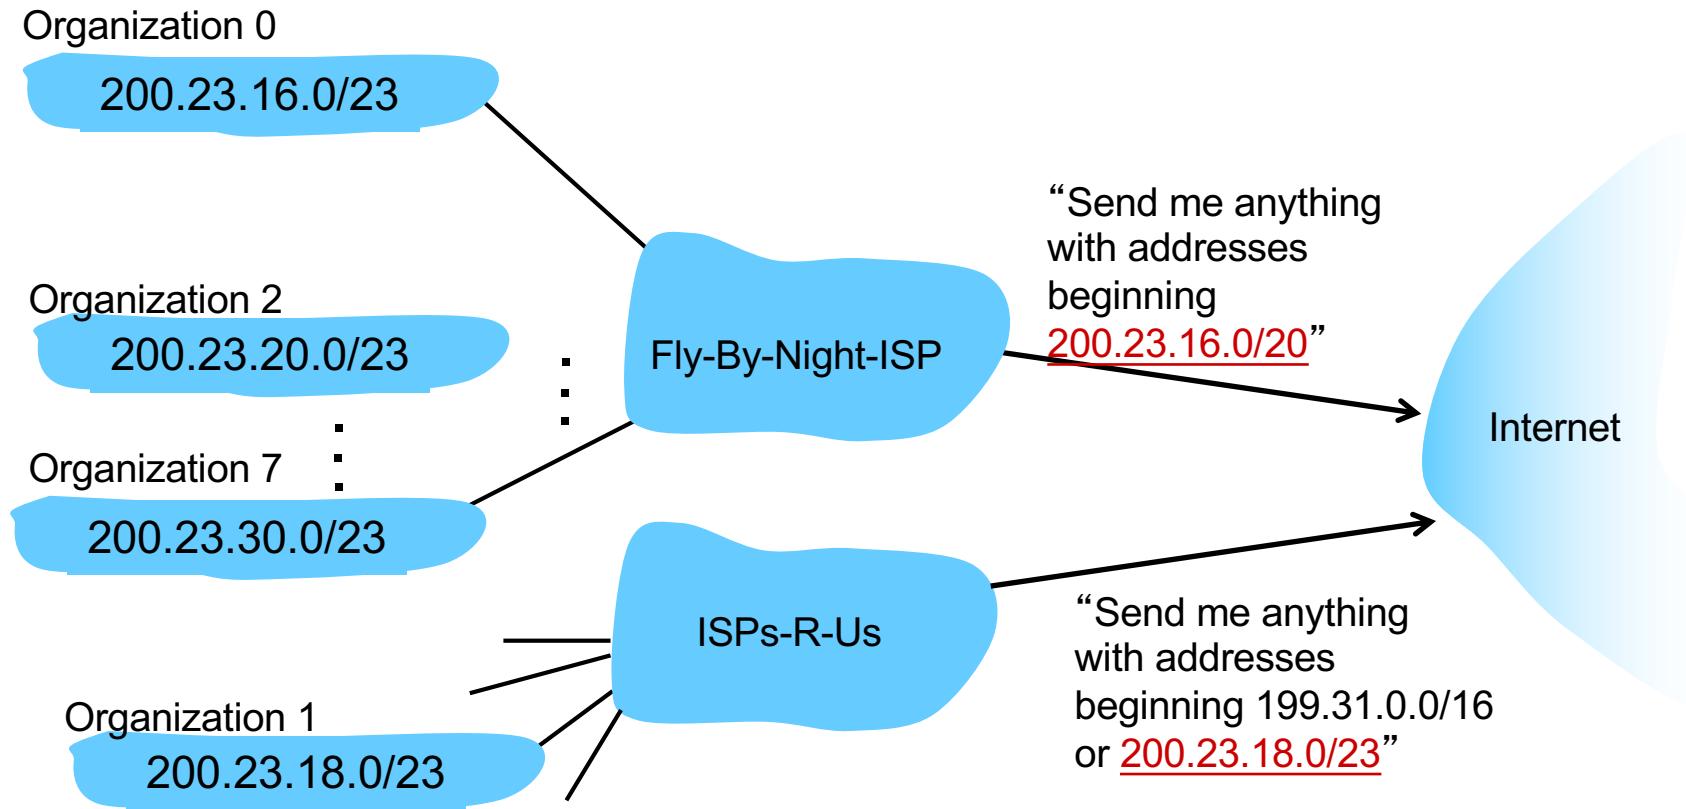 Organization 0
200.23.16.0/23
Organization 2
200.23.20.0/23
Organization 7
200.23.30.0/23
Fly-By-Night-ISP
“Send me anything
with addresses
beginning
200.23.16.0/20”
Internet
ISPs-R-Us
“Send me anything
with addresses
beginning 199.31.0.0/16
or 200.23.18.0/23”
Organization 1
200.23.18.0/23